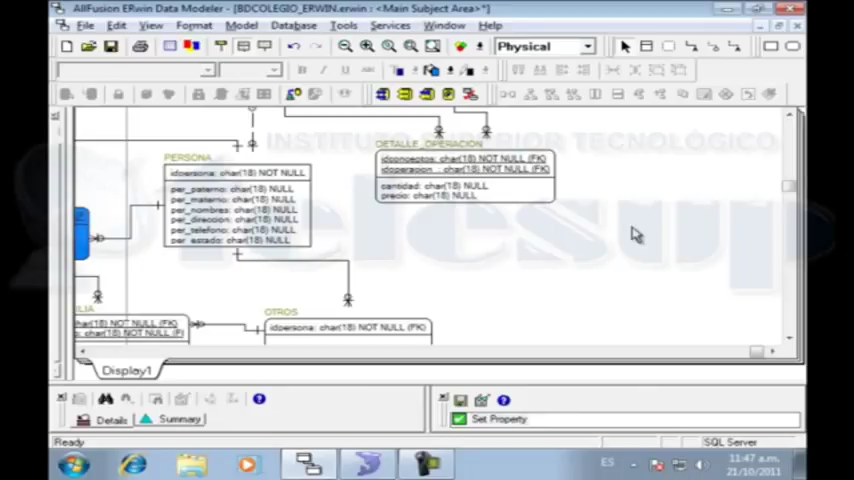 AllFusion ERwin Data Modeler - [BDCOLEGIO_ERWIN.erwin : <Main Subject Area>*]
File Edit View Format Model Database Tools Services Window Help
Physical
INSTITUTO SUPERIOR TECNOLÓGICO
Telesup
DETALLE_OPERACION
idconceptos: char(18) NOT NULL (FK)
idoperacion : char(18) NOT NULL (FK)
cantidad: char(18) NULL
precio: char(18) NULL
PERSONA
idpersona: char(18) NOT NULL
per_paterno: char(18) NULL
per_materno: char(18) NULL
per_nombres: char(18) NULL
per_direccion: char(18) NULL
per_telefono: char(18) NULL
per_estado: char(18) NULL
ILIA
har(18) NOT NULL (FK)
o: char(18) NOT NULL (F
OTROS
idpersona: char(18) NOT NULL (FK)
Display1
Details Summary
Set Property
Ready
SQL Server
ES
11:47 a.m.
21/10/2011